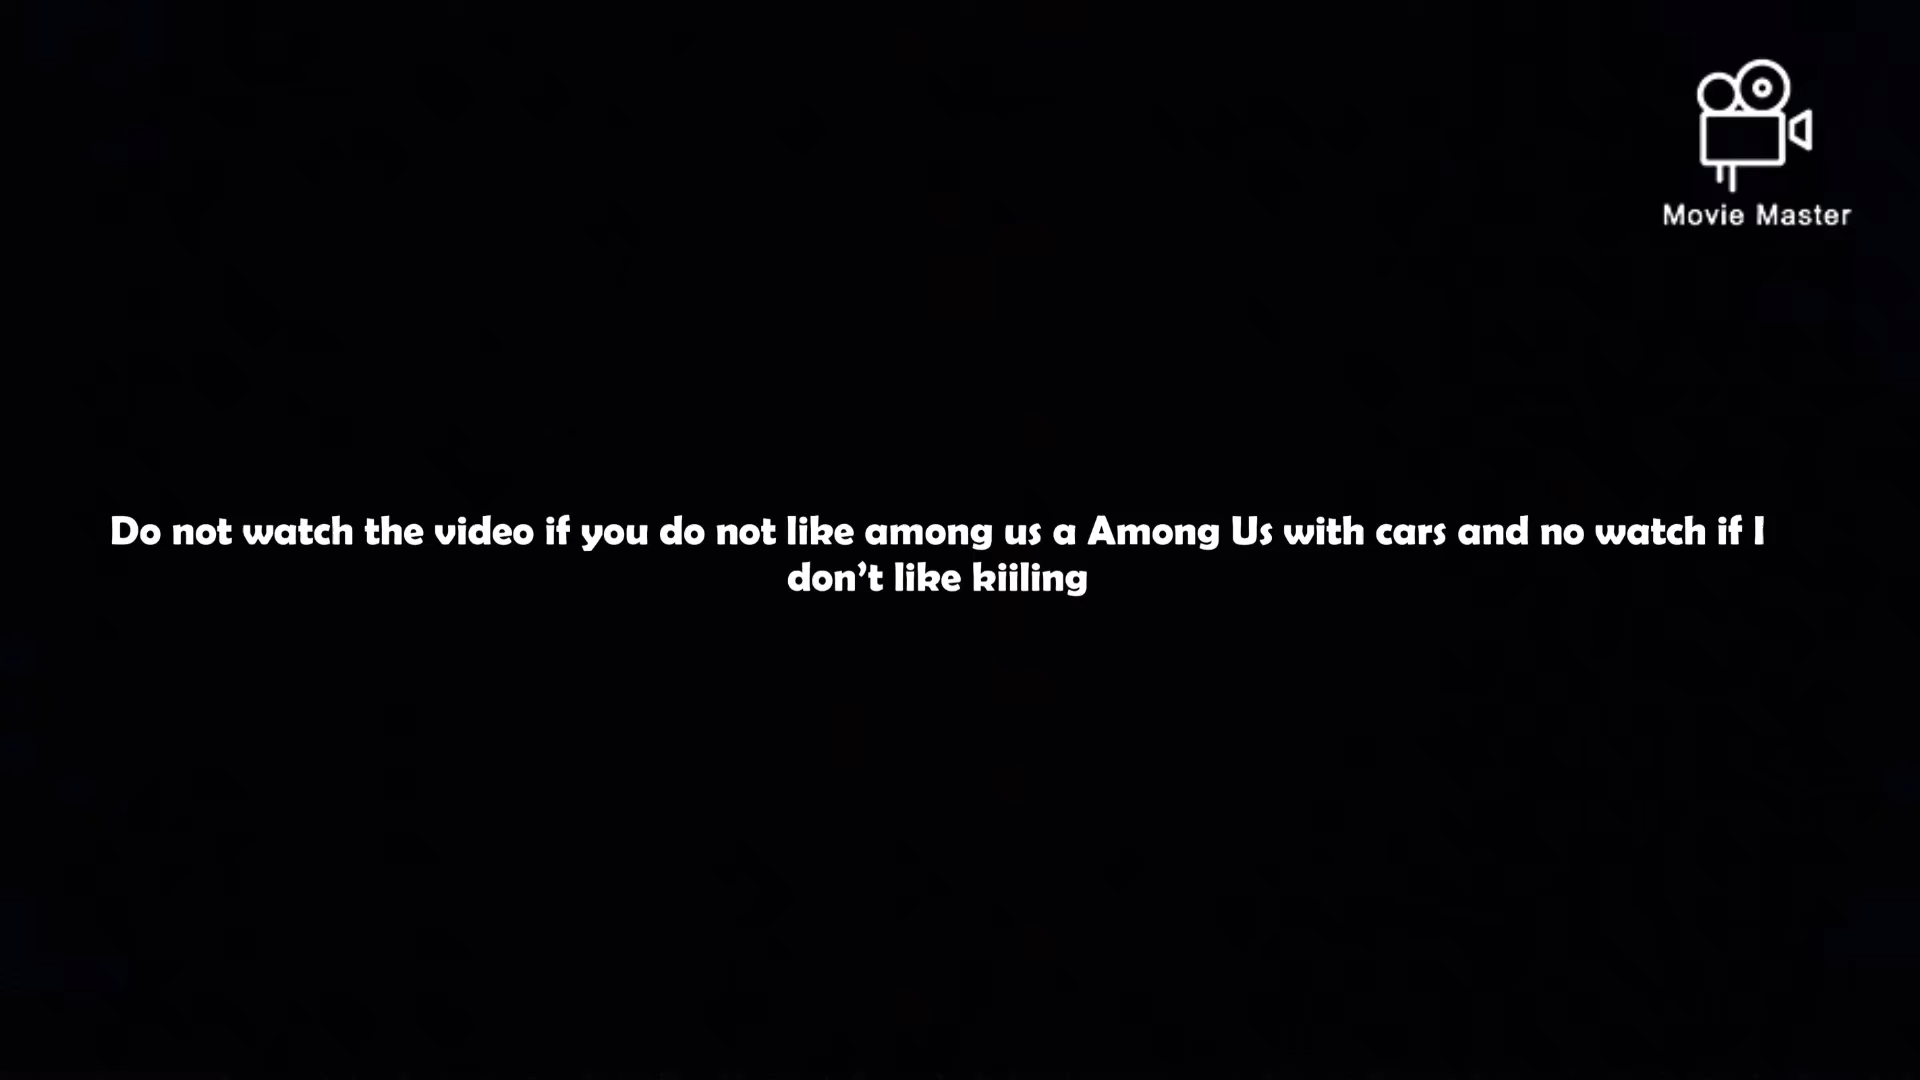 Movie Master
Do not watch the video if you do not like among us a Among Us with cars and no watch if I
don’t like kiiling